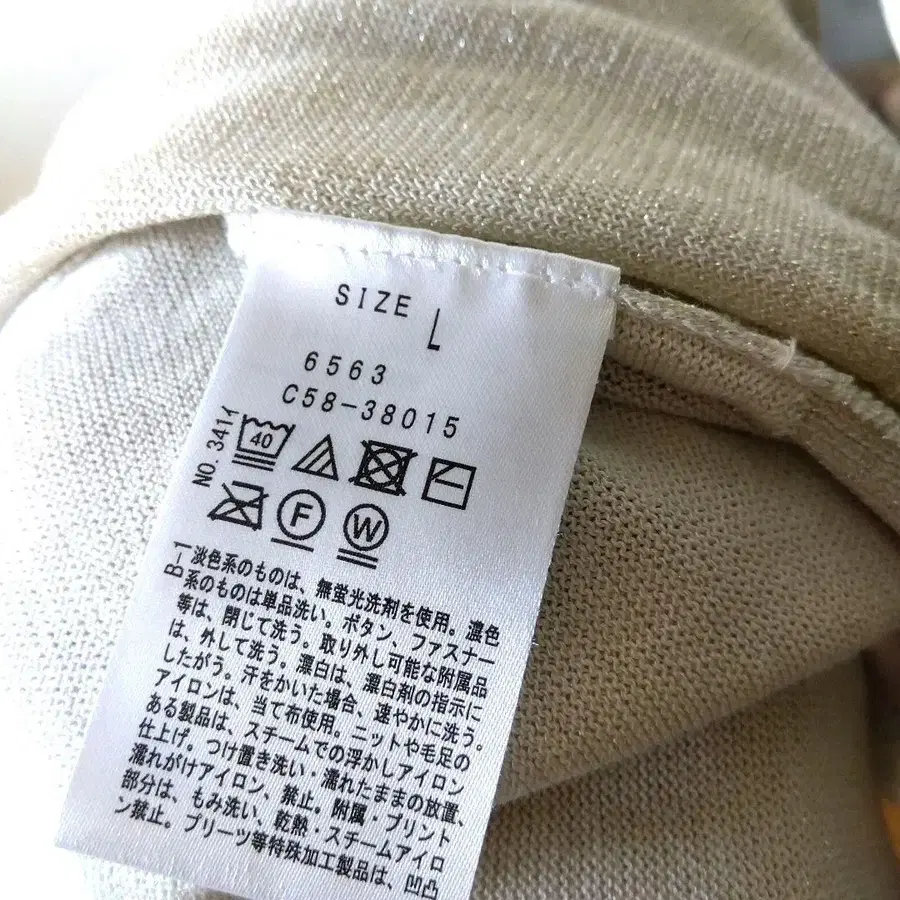 SIZE L
6563
C58-38015
NO. 3414
40
F W
B-1
淡色系のものは、無蛍光洗剤を使用。濃色
系のものは単品洗い。ボタン、ファスナー
等は、閉じて洗う。取り外し可能な附属品
は、外して洗う。漂白は、漂白剤の指示に
したがう。汗をかいた場合、速やかに洗う。
アイロンは、当て布使用。ニットや毛足の
ある製品は、スチームでの浮かしアイロン
仕上げ。つけ置き洗い・濡れたままの放置、
濡れがけアイロン、禁止。附属・プリント
部分は、もみ洗い、乾熱・スチームアイロ
ン禁止。プリーツ等特殊加工製品は、凹凸